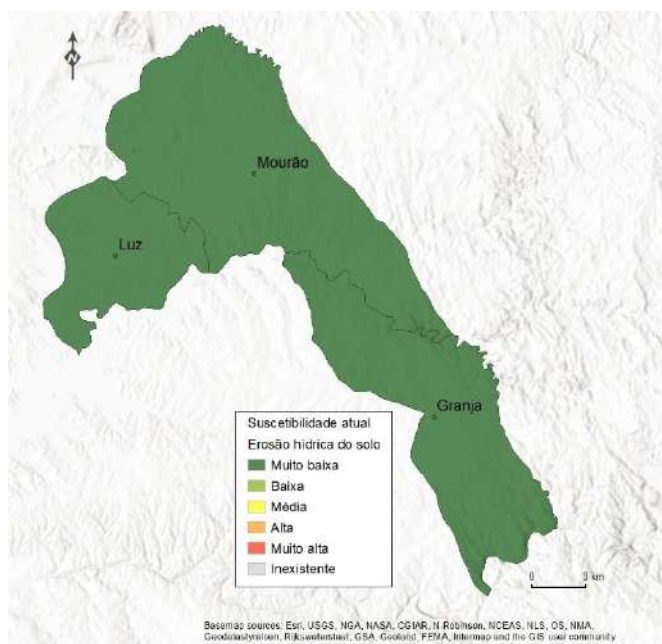 N
Mourão
Luz
Granja
Suscetibilidade atual
Erosão hídrica do solo
Muito baixa
Baixa
Média
Alta
Muito alta
Inexistente
0 3 km
Basemap sources: Esri, USGS, NGA, NASA, CGIAR, N Robinson, NCEAS, NLS, OS, NMA,
Geodatastyrelsen, Rijkswaterstaat, GSA, Geoland, FEMA, Intermap and the GIS user community